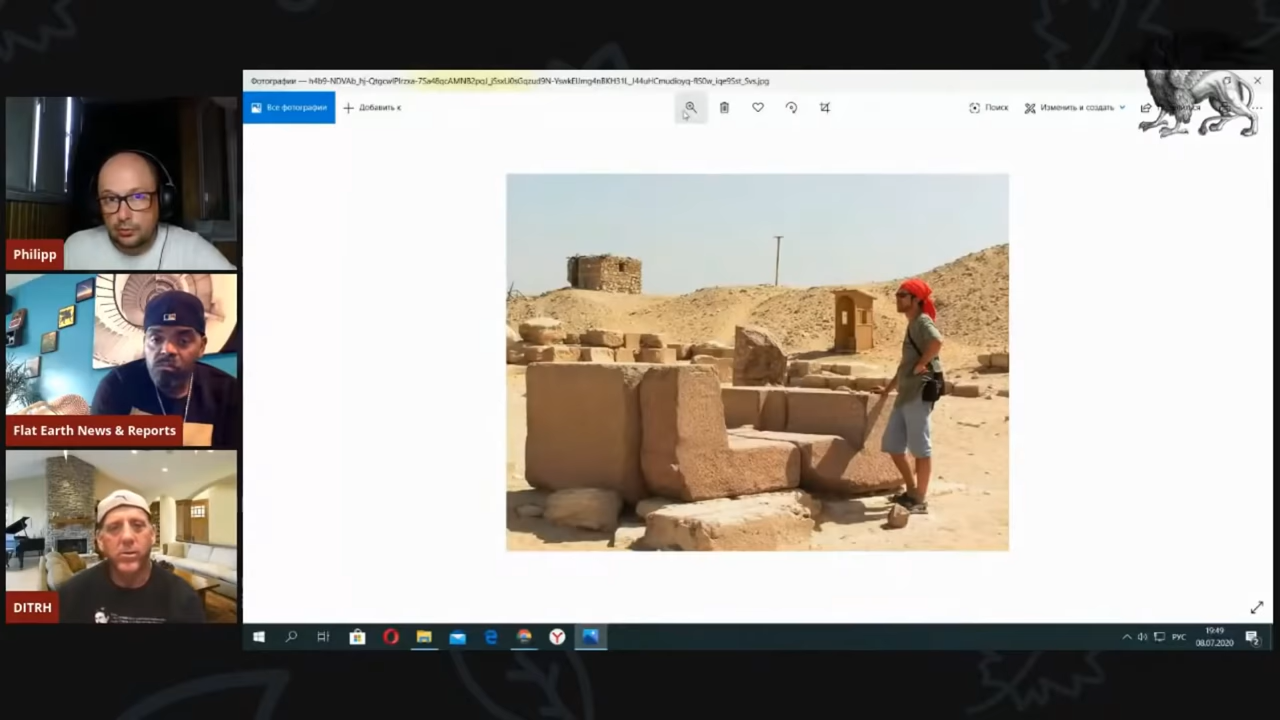 Philipp
Flat Earth News & Reports
DITRH
Все фотографии
Добавить к
Поиск
Изменить и создать
РУС
19:49
08.07.2020